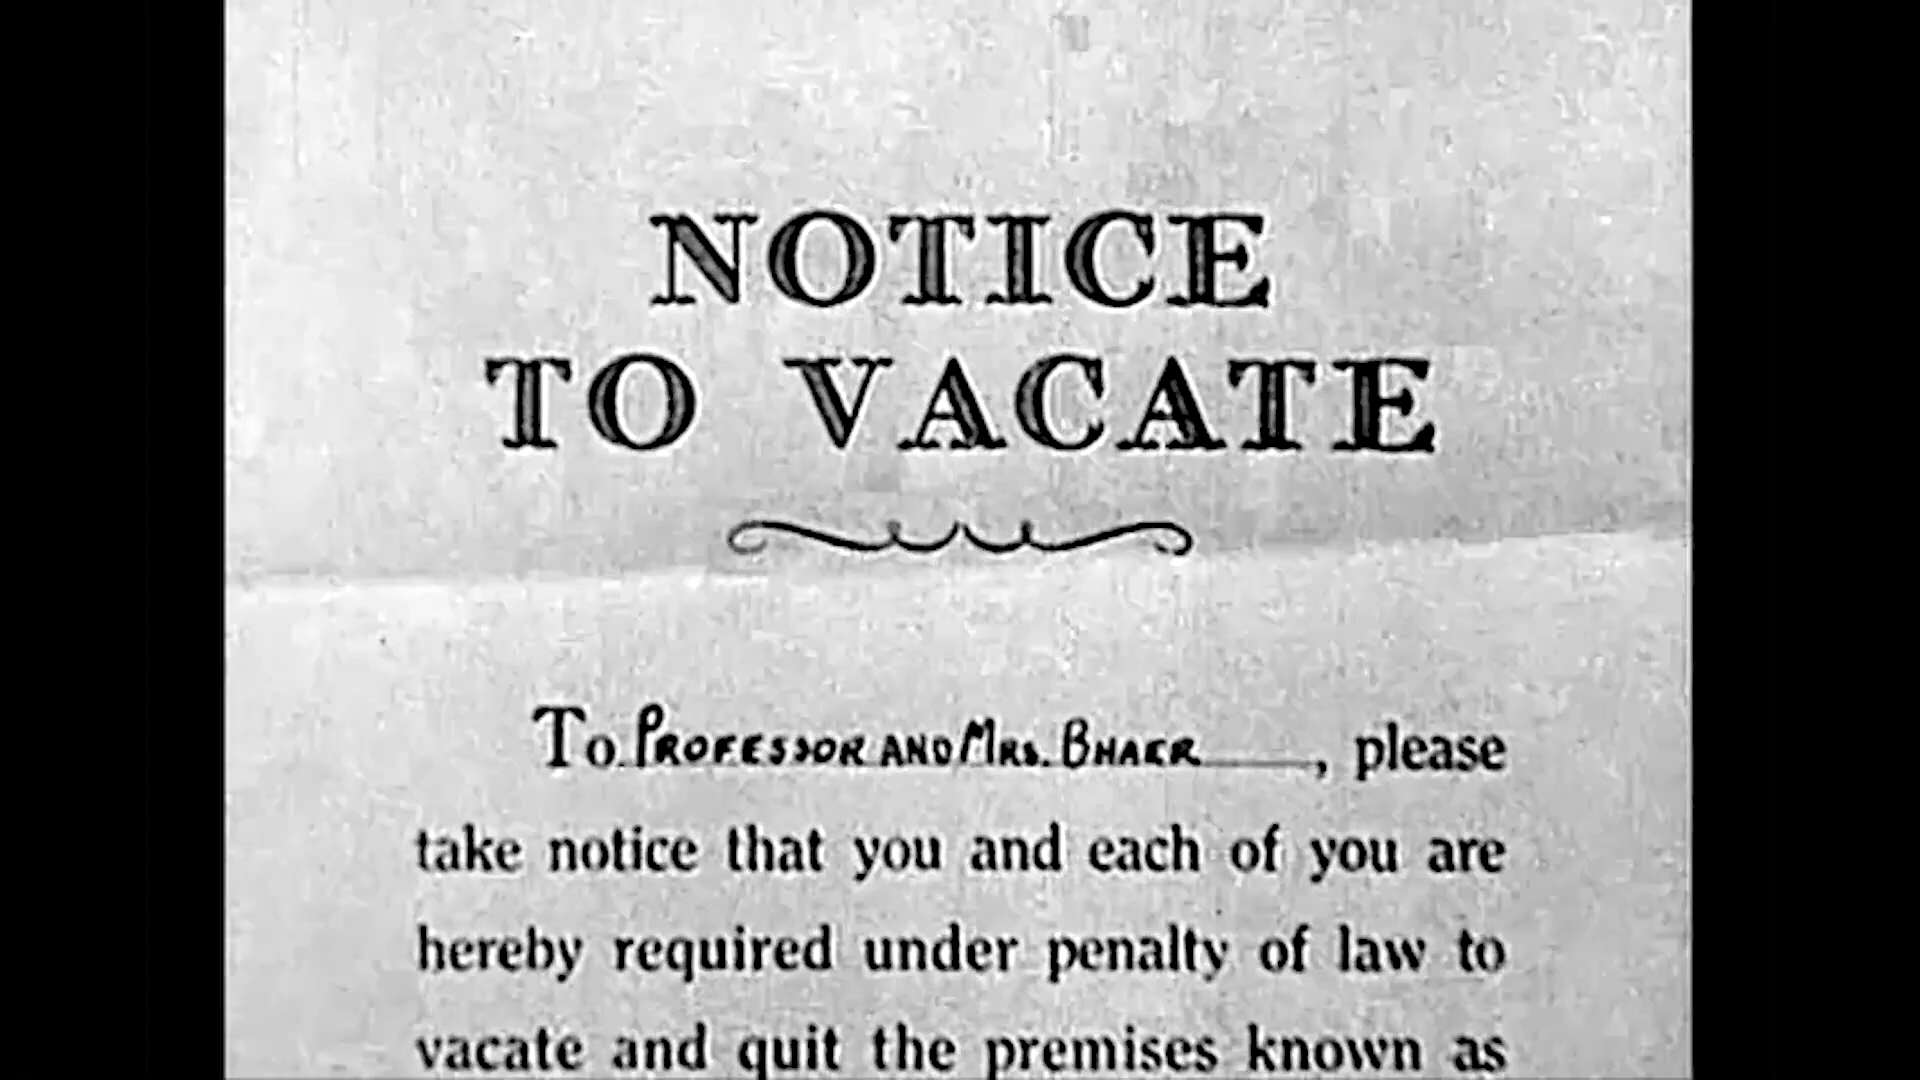 NOTICE
TO VACATE
To Professor and Mrs. Bhaer, please
take notice that you and each of you are
hereby required under penalty of law to
vacate and quit the premises known as